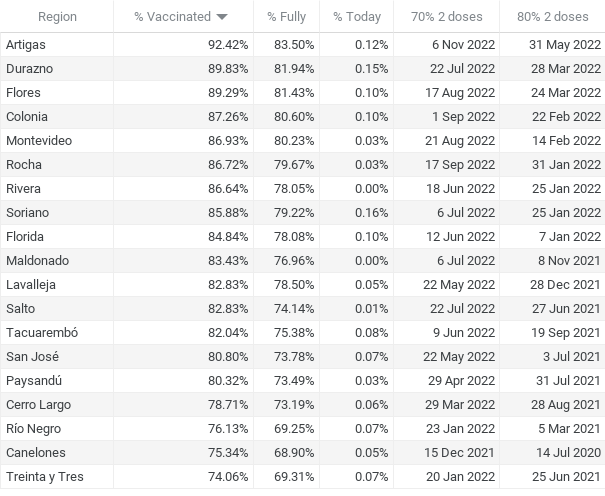 Region % Vaccinated % Fully % Today 70% 2 doses 80% 2 doses
Artigas 92.42% 83.50% 0.12% 6 Nov 2022 31 May 2022
Durazno 89.83% 81.94% 0.15% 22 Jul 2022 28 Mar 2022
Flores 89.29% 81.43% 0.10% 17 Aug 2022 24 Mar 2022
Colonia 87.26% 80.60% 0.10% 1 Sep 2022 22 Feb 2022
Montevideo 86.93% 80.23% 0.03% 21 Aug 2022 14 Feb 2022
Rocha 86.72% 79.67% 0.03% 17 Sep 2022 31 Jan 2022
Rivera 86.64% 78.05% 0.00% 18 Jun 2022 25 Jan 2022
Soriano 85.88% 79.22% 0.16% 6 Jul 2022 25 Jan 2022
Florida 84.84% 78.08% 0.10% 12 Jun 2022 7 Jan 2022
Maldonado 83.43% 76.96% 0.00% 6 Jul 2022 8 Nov 2021
Lavalleja 82.83% 78.50% 0.05% 22 May 2022 28 Dec 2021
Salto 82.83% 74.14% 0.01% 22 Jul 2022 27 Jun 2021
Tacuarembó 82.04% 75.38% 0.08% 9 Jun 2022 19 Sep 2021
San José 80.80% 73.78% 0.07% 22 May 2022 3 Jul 2021
Paysandú 80.32% 73.49% 0.03% 29 Apr 2022 31 Jul 2021
Cerro Largo 78.71% 73.19% 0.06% 29 Mar 2022 28 Aug 2021
Río Negro 76.13% 69.25% 0.07% 23 Jan 2022 5 Mar 2021
Canelones 75.34% 68.90% 0.05% 15 Dec 2021 14 Jul 2020
Treinta y Tres 74.06% 69.31% 0.07% 20 Jan 2022 25 Jun 2021